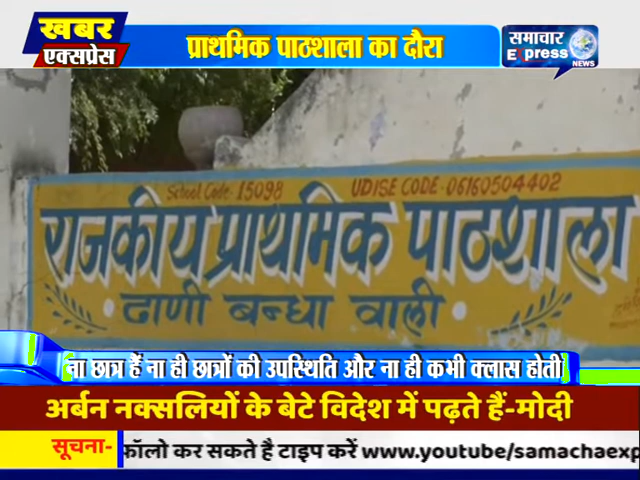 खबर
एक्सप्रेस
प्राथमिक पाठशाला का दौरा
समाचार
Express
NEWS
School Code-15098 UDISE CODE-06160504402
राजकीय प्राथमिक पाठशाला
ढाणी बन्धा वाली
ना छात्र हैं ना ही छात्रों की उपस्थिति और ना ही कभी क्लास होती
अर्बन नक्सलियों के बेटे विदेश में पढ़ते हैं-मोदी
सूचना- फॉलो कर सकते है टाइप करें www.youtube/samachaexp